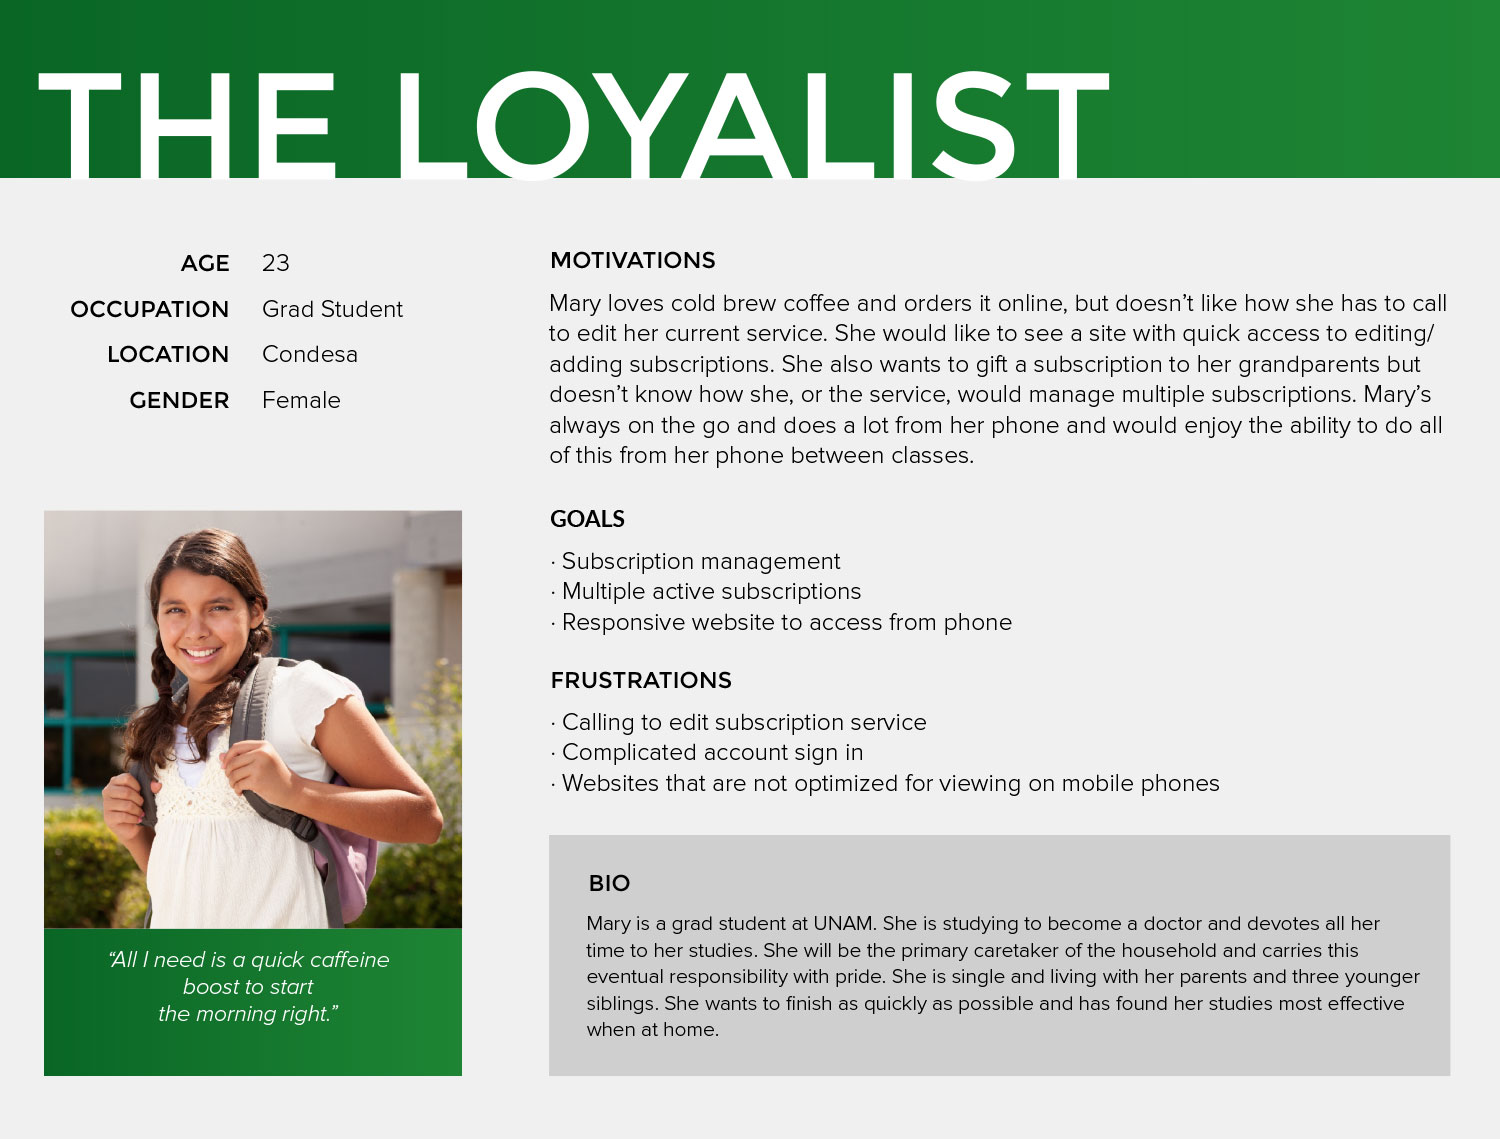 THE LOYALIST
AGE 23
OCCUPATION Grad Student
LOCATION Condesa
GENDER Female
“All I need is a quick caffeine
boost to start
the morning right.”
MOTIVATIONS
Mary loves cold brew coffee and orders it online, but doesn’t like how she has to call
to edit her current service. She would like to see a site with quick access to editing/
adding subscriptions. She also wants to gift a subscription to her grandparents but
doesn’t know how she, or the service, would manage multiple subscriptions. Mary’s
always on the go and does a lot from her phone and would enjoy the ability to do all
of this from her phone between classes.
GOALS
· Subscription management
· Multiple active subscriptions
· Responsive website to access from phone
FRUSTRATIONS
· Calling to edit subscription service
· Complicated account sign in
· Websites that are not optimized for viewing on mobile phones
BIO
Mary is a grad student at UNAM. She is studying to become a doctor and devotes all her
time to her studies. She will be the primary caretaker of the household and carries this
eventual responsibility with pride. She is single and living with her parents and three younger
siblings. She wants to finish as quickly as possible and has found her studies most effective
when at home.